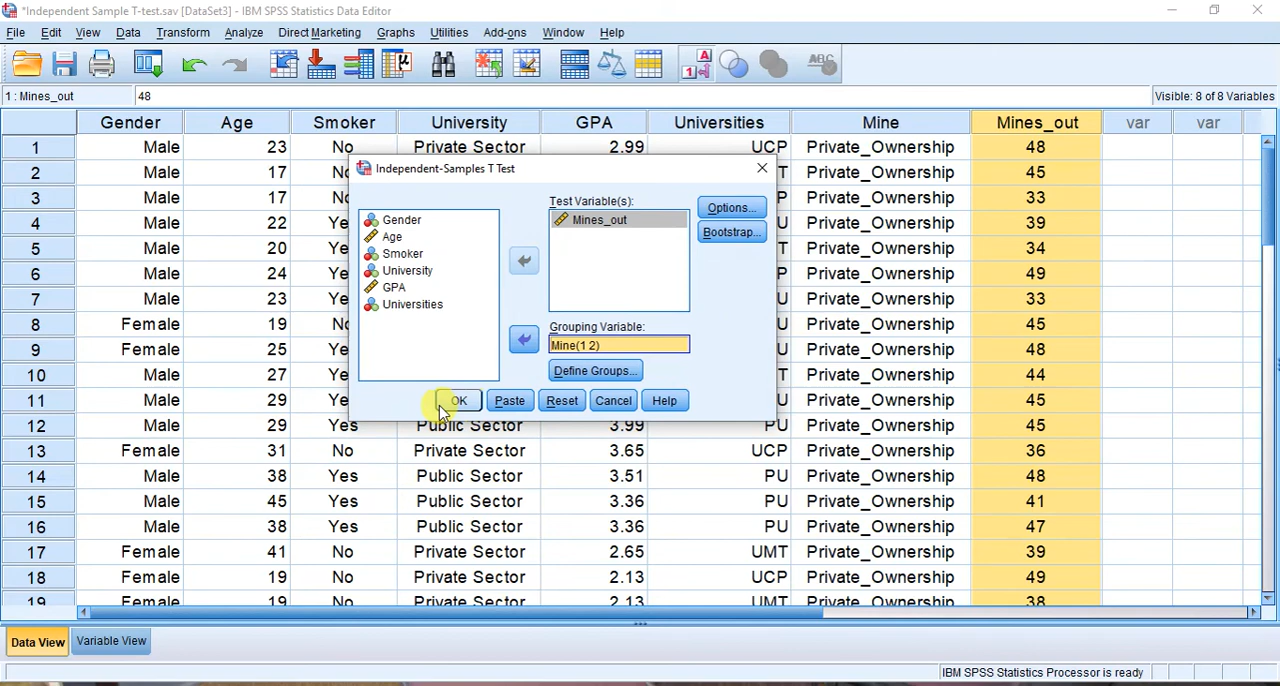 *Independent Sample T-test.sav [DataSet3] - IBM SPSS Statistics Data Editor
File Edit View Data Transform Analyze Direct Marketing Graphs Utilities Add-ons Window Help
1 : Mines_out 48 Visible: 8 of 8 Variables
Gender Age Smoker University GPA Universities Mine Mines_out var var
1 Male 23 No Private Sector 2.99 UCP Private_Ownership 48
2 Male 17 Private_Ownership 45
3 Male 17 Private_Ownership 33
4 Male 22 Private_Ownership 39
5 Male 20 Private_Ownership 34
6 Male 24 Private_Ownership 49
7 Male 23 Private_Ownership 33
8 Female 19 Private_Ownership 45
9 Female 25 Private_Ownership 48
10 Male 27 Private_Ownership 44
11 Male 29 Private_Ownership 45
12 Male 29 Yes Public Sector 3.99 PU Private_Ownership 45
13 Female 31 No Private Sector 3.65 UCP Private_Ownership 36
14 Male 38 Yes Public Sector 3.51 PU Private_Ownership 48
15 Male 45 Yes Public Sector 3.36 PU Private_Ownership 41
16 Male 38 Yes Public Sector 3.36 PU Private_Ownership 47
17 Female 41 No Private Sector 2.65 UMT Private_Ownership 39
18 Female 19 No Private Sector 2.13 UCP Private_Ownership 49
19 Female 19 No Private Sector 2.13 UMT Private_Ownership 38
Independent-Samples T Test
Gender
Age
Smoker
University
GPA
Universities
Test Variable(s):
Mines_out
Grouping Variable:
Mine(1 2)
Define Groups...
Options...
Bootstrap...
OK Paste Reset Cancel Help
Data View Variable View
IBM SPSS Statistics Processor is ready